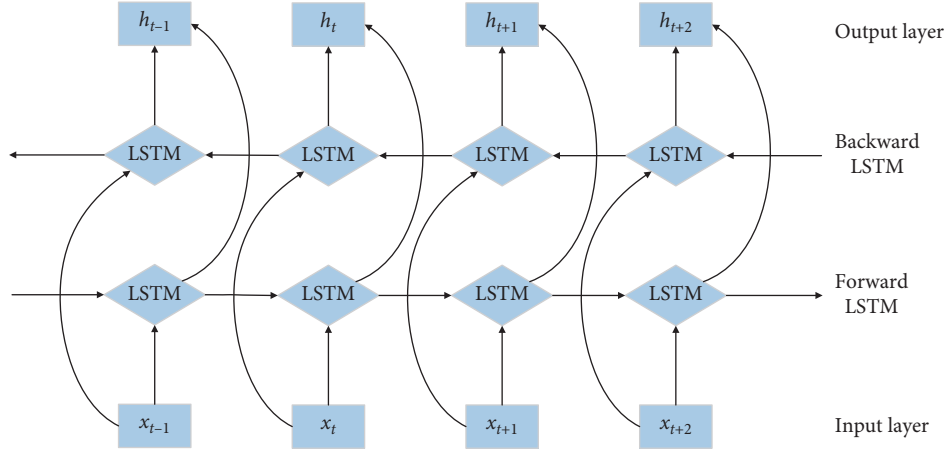 h_{t–1} h_t h_{t+1} h_{t+2} Output layer
LSTM LSTM LSTM LSTM Backward
LSTM
LSTM LSTM LSTM LSTM Forward
LSTM
x_{t–1} x_t x_{t+1} x_{t+2} Input layer